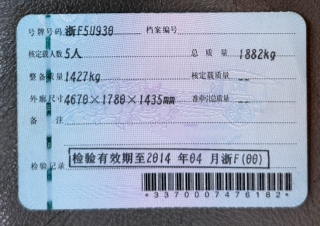 号牌号码 浙F5U930 档案编号
核定载人数 5人 总质量 1882kg
整备质量 1427kg 核定载质量 --
外廓尺寸 4670×1780×1435mm 准牵引总质量 --
备注
检验记录 检验有效期至2014年04月浙F(00)
*3370007476182*